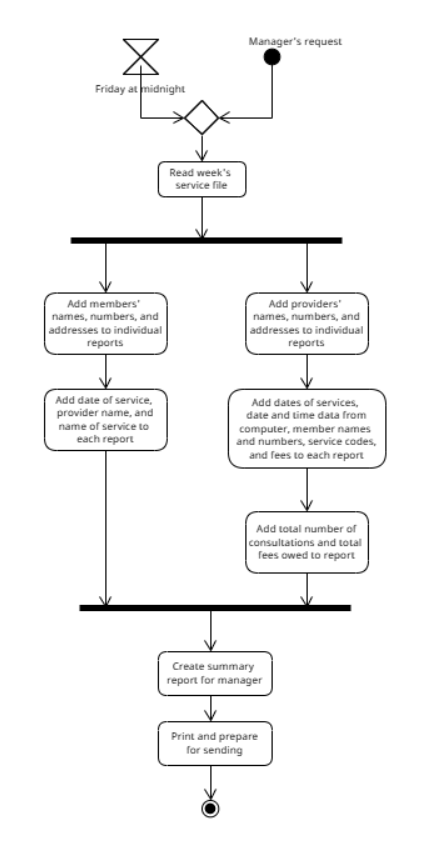 Manager's request
Friday at midnight
Read week's
service file
Add members'
names, numbers, and
addresses to individual
reports
Add providers'
names, numbers, and
addresses to individual
reports
Add date of service,
provider name, and
name of service to
each report
Add dates of services,
date and time data from
computer, member names
and numbers, service codes,
and fees to each report
Add total number of
consultations and total
fees owed to report
Create summary
report for manager
Print and prepare
for sending